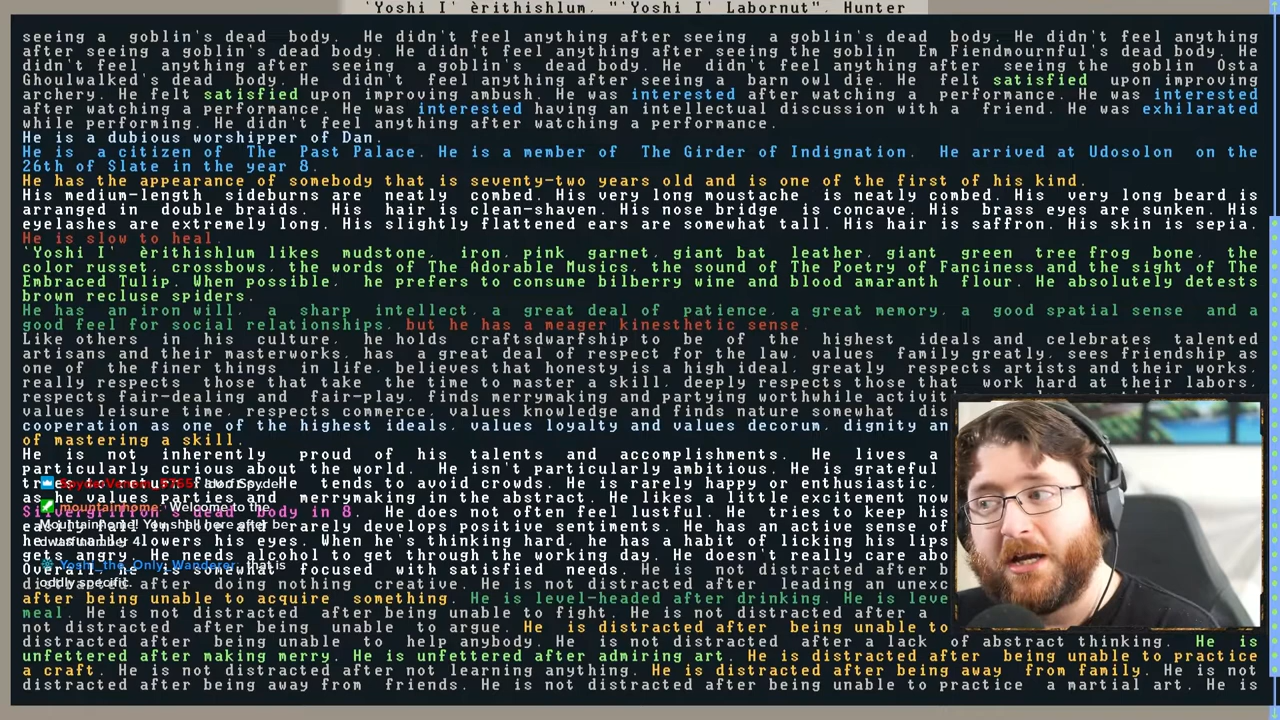 `Yoshi I' èrithishlum, "`Yoshi I' Labornut", Hunter
seeing a goblin's dead body. He didn't feel anything after seeing a goblin's dead body. He didn't feel anything
after seeing a goblin's dead body. He didn't feel anything after seeing the goblin Em Fiendmournful's dead body. He
didn't feel anything after seeing a goblin's dead body. He didn't feel anything after seeing the goblin Osta
Ghoulwalked's dead body. He didn't feel anything after seeing a barn owl die. He felt satisfied upon improving
archery. He felt satisfied upon improving ambush. He was interested after watching a performance. He was interested
after watching a performance. He was interested having an intellectual discussion with a friend. He was exhilarated
while performing. He didn't feel anything after watching a performance.
He is a dubious worshipper of Dan.
He is a citizen of The Past Palace. He is a member of The Girder of Indignation. He arrived at Udosolon on the
26th of Slate in the year 8.
He has the appearance of somebody that is seventy-two years old and is one of the first of his kind.
His medium-length sideburns are neatly combed. His very long moustache is neatly combed. His very long beard is
arranged in double braids. His hair is clean-shaven. His nose bridge is concave. His brass eyes are sunken. His
eyelashes are extremely long. His slightly flattened ears are somewhat tall. His hair is saffron. His skin is sepia.
He is slow to heal.
`Yoshi I' èrithishlum likes mudstone, iron, pink garnet, giant bat leather, giant green tree frog bone, the
color russet, crossbows, the words of The Adorable Musics, the sound of The Poetry of Fanciness and the sight of The
Embraced Tulip. When possible, he prefers to consume bilberry wine and blood amaranth flour. He absolutely detests
brown recluse spiders.
He has an iron will, a sharp intellect, a great deal of patience, a great memory, a good spatial sense and a
good feel for social relationships, but he has a meager kinesthetic sense.
Like others in his culture, he holds craftsdwarfship to be of the highest ideals and celebrates talented
artisans and their masterworks, has a great deal of respect for the law, values family greatly, sees friendship as
one of the finer things in life, believes that honesty is a high ideal, greatly respects artists and their works,
really respects those that take the time to master a skill, deeply respects those that work hard at their labors,
respects fair-dealing and fair-play, finds merrymaking and partying worthwhile activit
values leisure time, respects commerce, values knowledge and finds nature somewhat dis
cooperation as one of the highest ideals, values loyalty and values decorum, dignity an
of mastering a skill.
He is not inherently proud of his talents and accomplishments. He lives a
particularly curious about the world. He isn't particularly ambitious. He is grateful
He tends to avoid crowds. He is rarely happy or enthusiastic.
SpyderVenom_8765:
as he values parties and merrymaking in the abstract. He likes a little excitement now
mountainhome: Welcome to the
body in 8. He does not often feel lustful. He tries to keep his
Mountainhome! You shall here after be
rarely develops positive sentiments. He has an active sense of
dwarf number 4.
lowers his eyes. When he's thinking hard, he has a habit of licking his lips
gets angry. He needs alcohol to get through the working day. He doesn't really care abo
Yoshi_the_Only_Wanderer: that is
Overall, he is somewhat focused with satisfied needs. He is not distracted after b
oddly specific.
after doing nothing creative. He is not distracted after leading an unexc
after being unable to acquire something. He is level-headed after drinking. He is leve
meal. He is not distracted after being unable to fight. He is not distracted after a
not distracted after being unable to argue. He is distracted after being unable to
distracted after being unable to help anybody. He is not distracted after a lack of abstract thinking. He is
unfettered after making merry. He is unfettered after admiring art. He is distracted after being unable to practice
a craft. He is not distracted after not learning anything. He is distracted after being away from family. He is not
distracted after being away from friends. He is not distracted after being unable to practice a martial art. He is